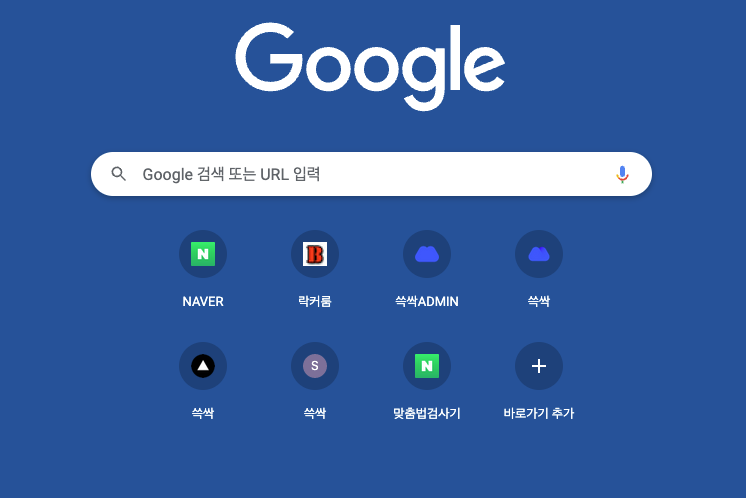 Google
Google 검색 또는 URL 입력
N
B
NAVER
락커룸
쓱싹ADMIN
쓱싹
S
N
쓱싹
쓱싹
맞춤법검사기
바로가기 추가